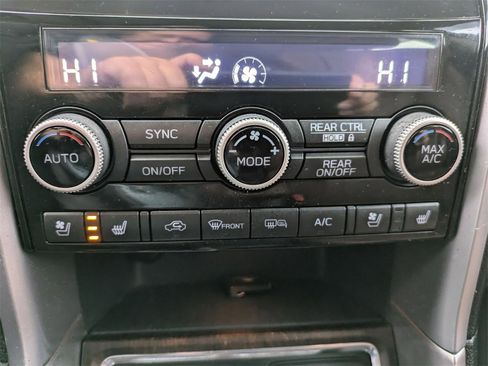 HI HI
SYNC REAR CTRL
HOLD
AUTO MODE MAX
A/C
ON/OFF REAR
ON/OFF
FRONT A/C